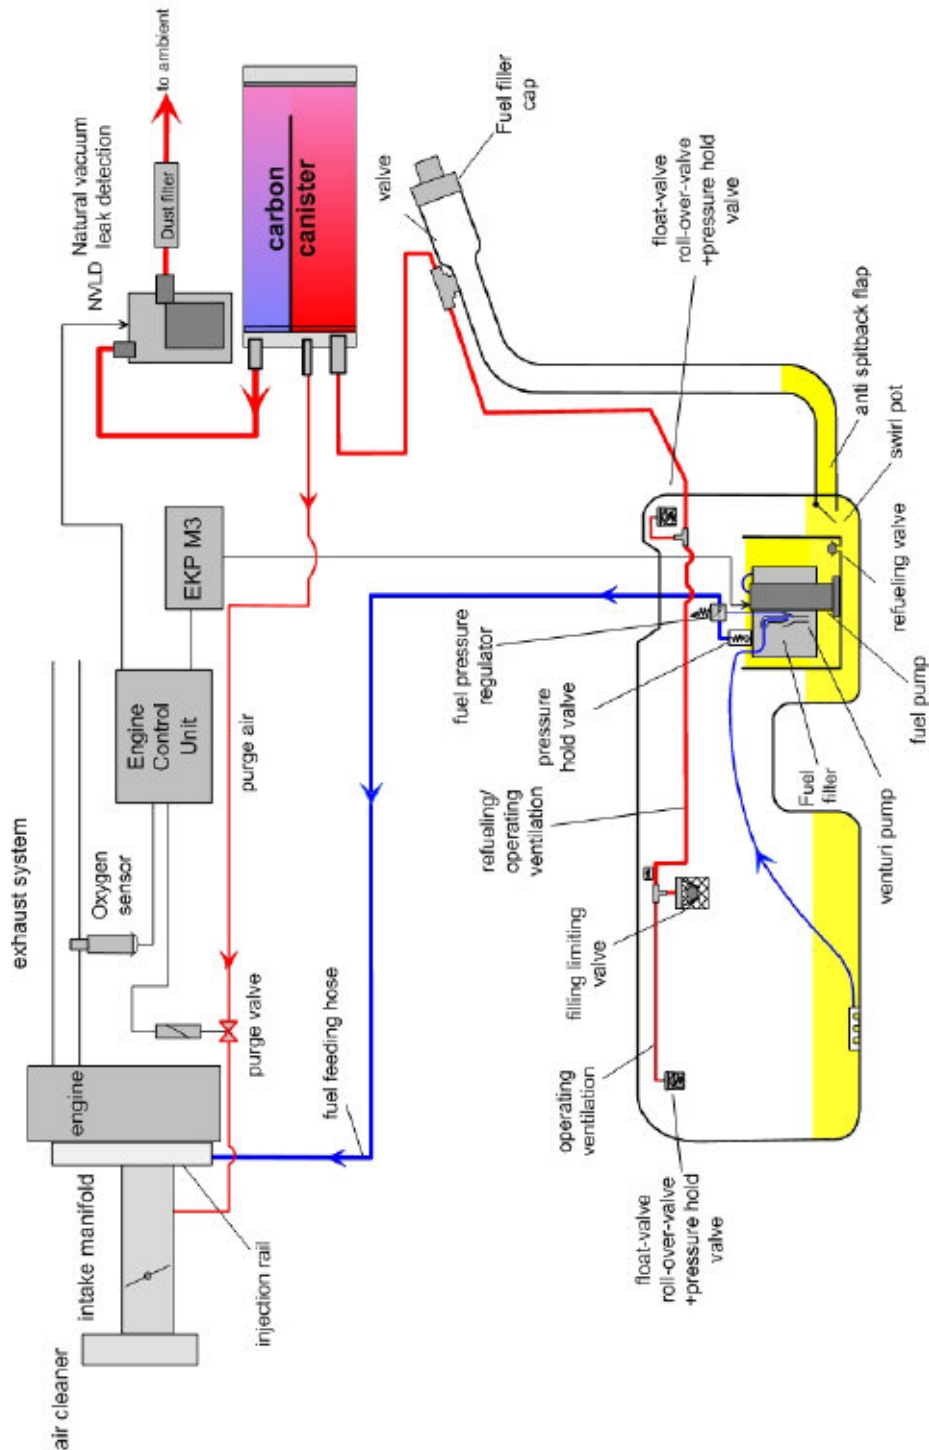 air cleaner
intake manifold
injection rail
engine
exhaust system
Oxygen
sensor
purge valve
fuel feeding hose
Engine
Control
Unit
purge air
EKP M3
NVLD
Natural vacuum
leak detection
Dust filter
to ambient
carbon
canister
valve
Fuel filler
cap
float-valve
roll-over-valve
+pressure hold
valve
fuel pressure
regulator
pressure
hold valve
refueling/
operating
ventilation
filling limiting
valve
operating
ventilation
float-valve
roll-over-valve
+pressure hold
valve
Fuel
filter
venturi pump
fuel pump
refueling valve
swirl pot
anti spitback flap